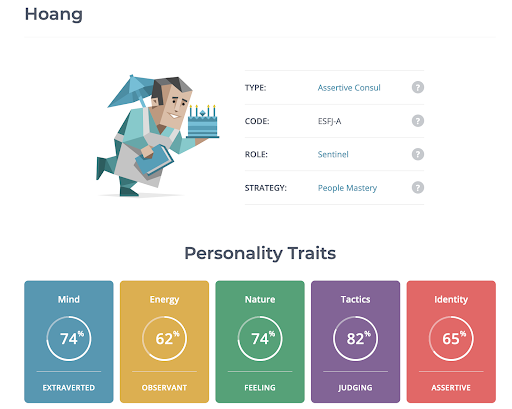 Hoang
TYPE: Assertive Consul ?
CODE: ESFJ-A ?
ROLE: Sentinel ?
STRATEGY: People Mastery ?
Personality Traits
Mind Energy Nature Tactics Identity
74% 62% 74% 82% 65%
EXTRAVERTED OBSERVANT FEELING JUDGING ASSERTIVE